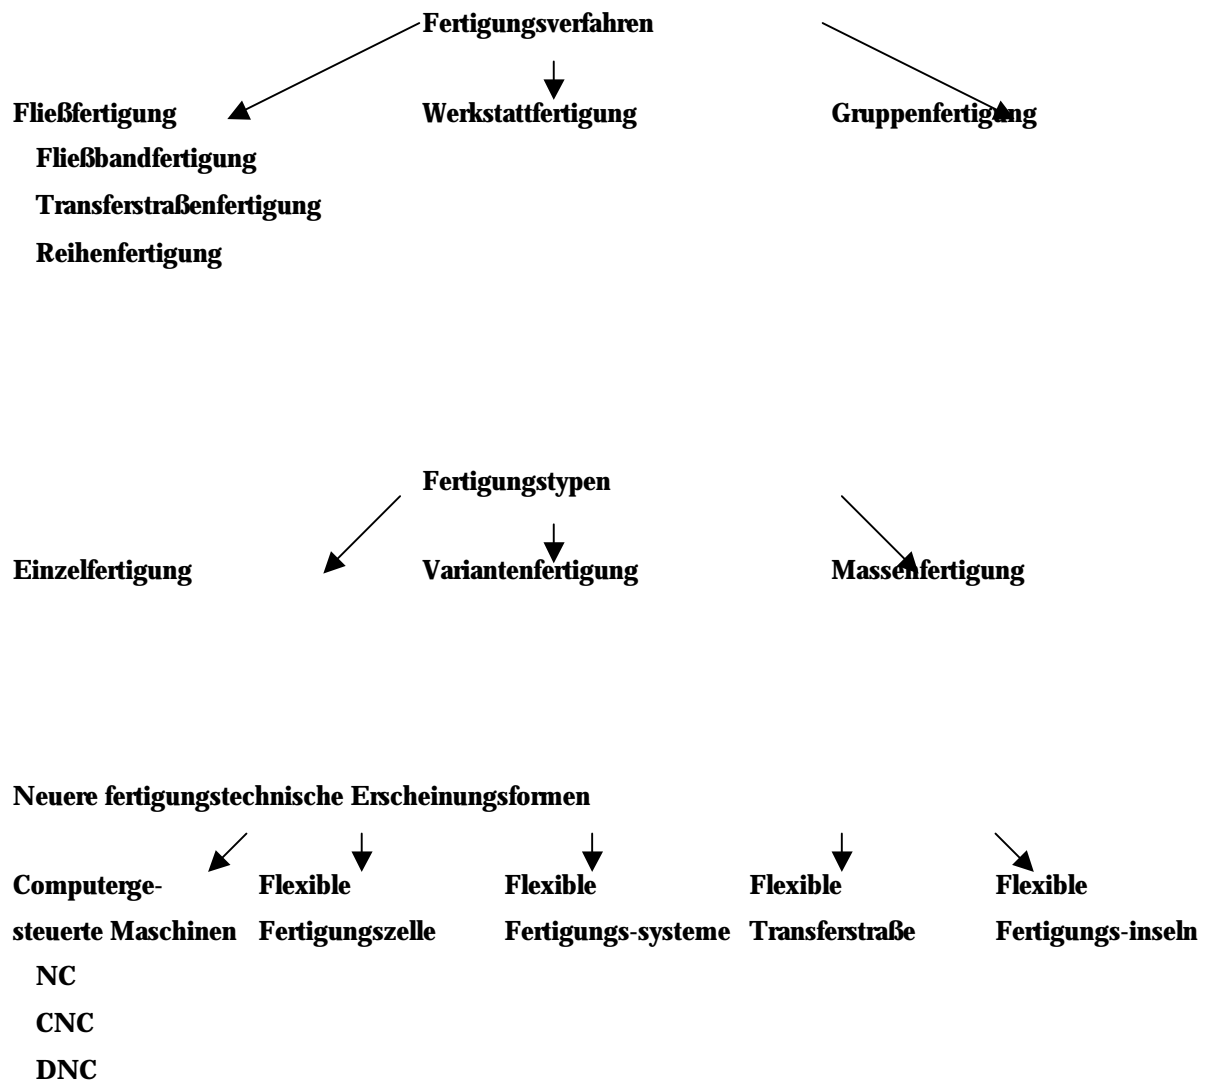 Fertigungsverfahren
Fließfertigung Werkstattfertigung Gruppenfertigung
Fließbandfertigung
Transferstraßenfertigung
Reihenfertigung
Fertigungstypen
Einzelfertigung Variantenfertigung Massenfertigung
Neuere fertigungstechnische Erscheinungsformen
Computerge- Flexible Flexible Flexible Flexible
steuerte Maschinen Fertigungszelle Fertigungs-systeme Transferstraße Fertigungs-inseln
NC
CNC
DNC